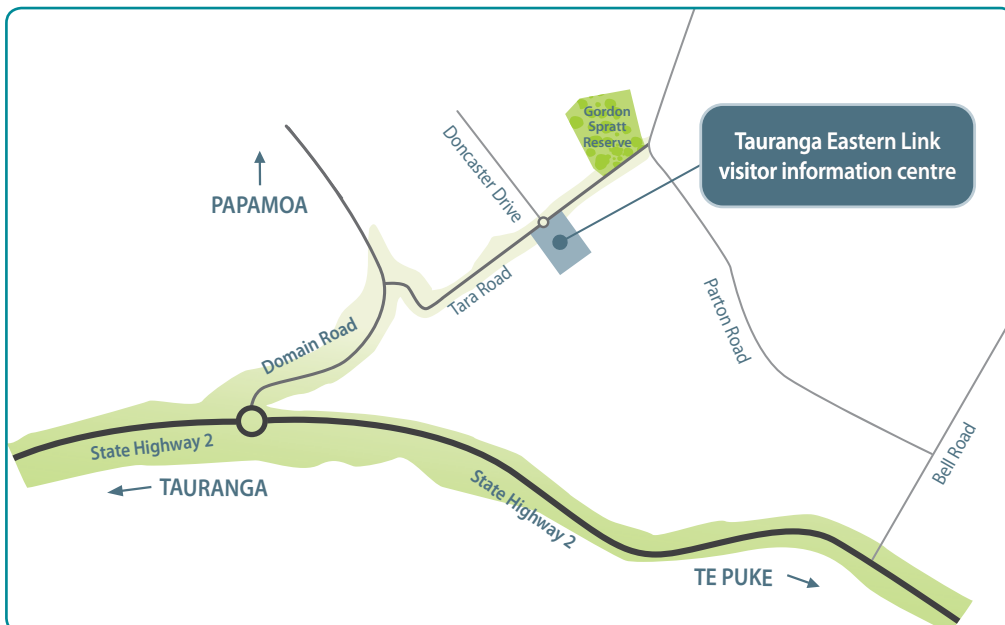 Gordon
Spratt
Reserve
Tauranga Eastern Link
visitor information centre
Doncaster Drive
PAPAMOA
Tara Road
Parton Road
Domain Road
State Highway 2
Bell Road
TAURANGA
State Highway 2
TE PUKE